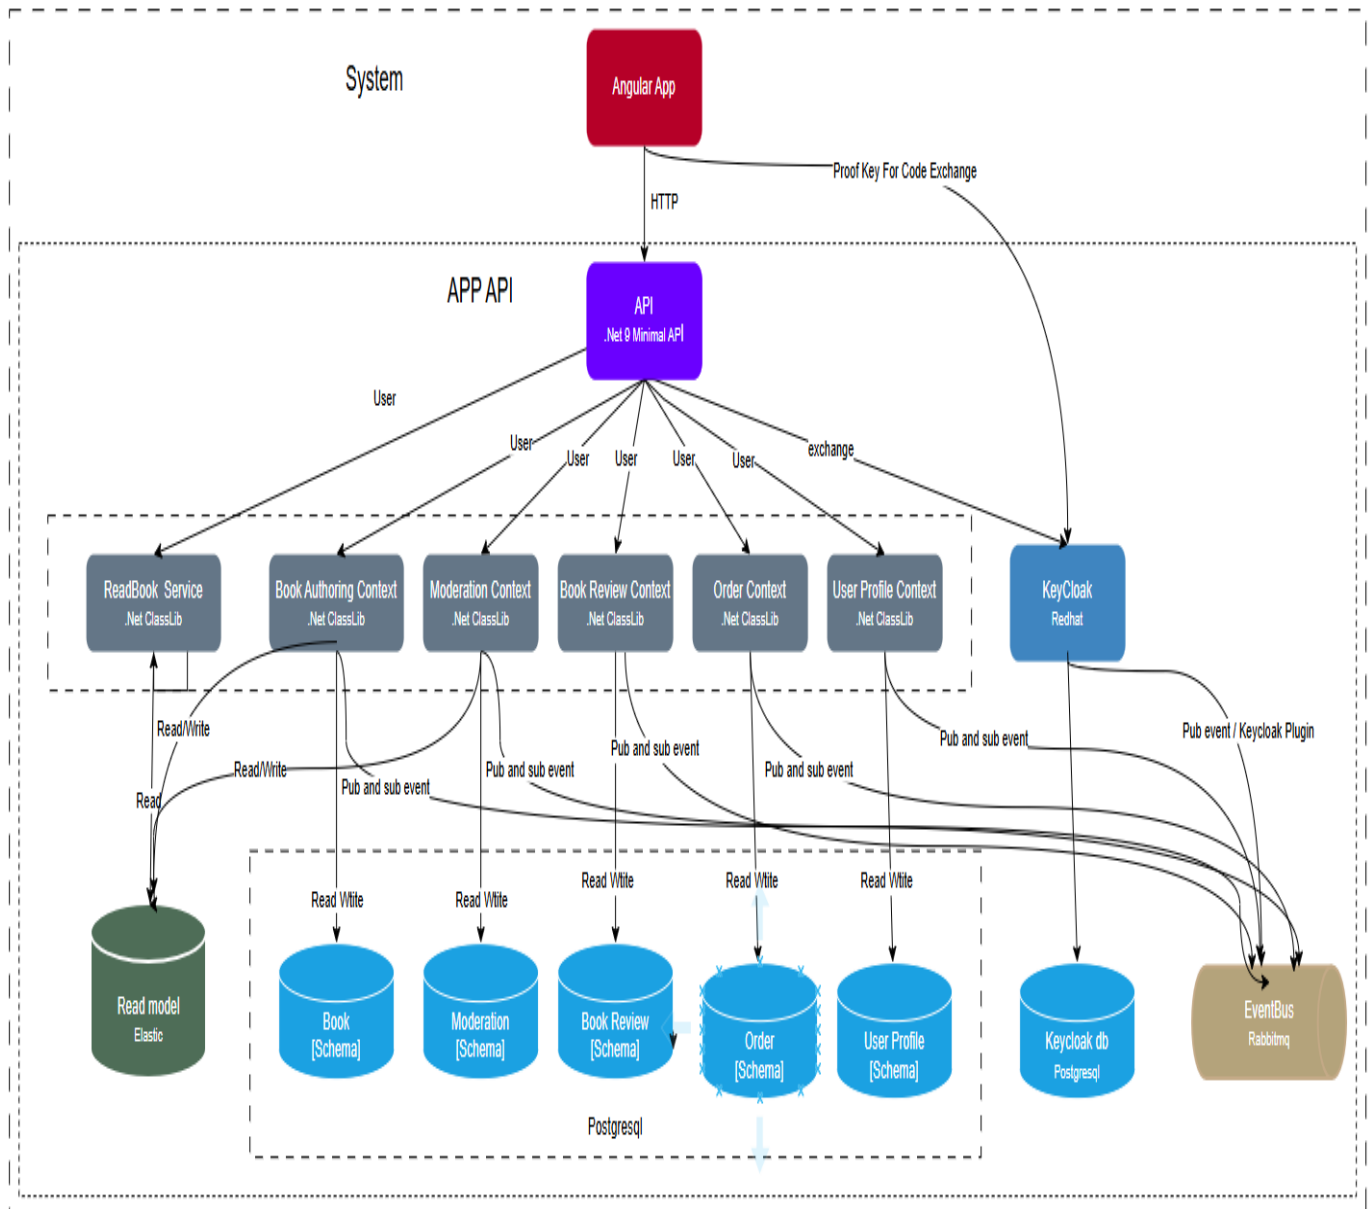 System
Angular App
Proof Key For Code Exchange
HTTP
APP API
API
.Net 9 Minimal API
User
User
User
User
User
User
exchange
ReadBook Service
.Net ClassLib
Book Authoring Context
.Net ClassLib
Moderation Context
.Net ClassLib
Book Review Context
.Net ClassLib
Order Context
.Net ClassLib
User Profile Context
.Net ClassLib
KeyCloak
Redhat
Read/Write
Read/Write
Read
Pub and sub event
Pub and sub event
Pub and sub event
Pub and sub event
Pub and sub event
Pub event / Keycloak Plugin
Read Wtite
Read Wtite
Read Wtite
Read Wtite
Read Wtite
Read model
Elastic
Book
[Schema]
Moderation
[Schema]
Book Review
[Schema]
Order
[Schema]
User Profile
[Schema]
Keycloak db
Postgresql
EventBus
Rabbitmq
Postgresql